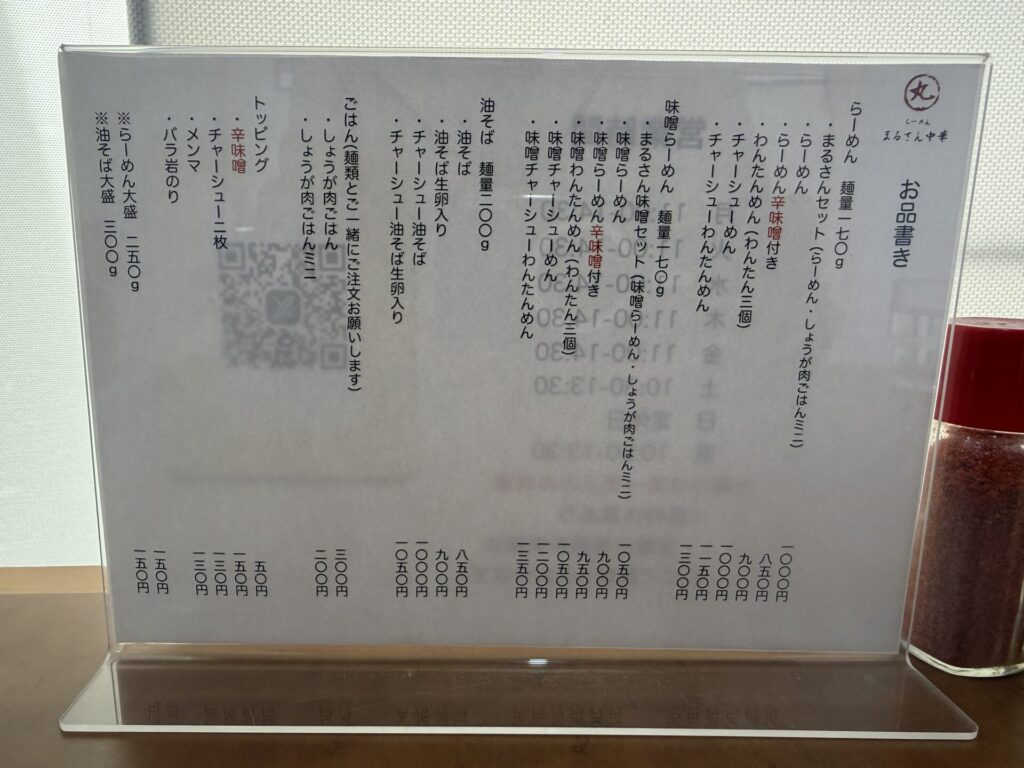 らーめん
まるさん中華
お品書き
らーめん　麺量一七〇g
・まるさんセット(らーめん・しょうが肉ごはんミニ)　一〇〇〇円
・らーめん　八五〇円
・らーめん辛味噌付き　九〇〇円
・わんたんめん(わんたん三個)　一〇〇〇円
・チャーシューめん　一一五〇円
・チャーシューわんたんめん　一三〇〇円
味噌らーめん　麺量一七〇g
・まるさん味噌セット(味噌らーめん・しょうが肉ごはんミニ)　一〇五〇円
・味噌らーめん　九〇〇円
・味噌らーめん辛味噌付き　九五〇円
・味噌わんたんめん(わんたん三個)　一〇五〇円
・味噌チャーシューめん　一二〇〇円
・味噌チャーシューわんたんめん　一三五〇円
油そば　麺量二〇〇g
・油そば　八五〇円
・油そば生卵入り　九〇〇円
・チャーシュー油そば　一〇〇〇円
・チャーシュー油そば生卵入り　一〇五〇円
ごはん(麺類とご一緒にご注文お願いします)
・しょうが肉ごはん　三〇〇円
・しょうが肉ごはんミニ　二〇〇円
トッピング
・辛味噌　五〇円
・チャーシュー二枚　一五〇円
・メンマ　一三〇円
・バラ岩のり　一三〇円
※らーめん大盛　二五〇g　一五〇円
※油そば大盛　三〇〇g　一五〇円